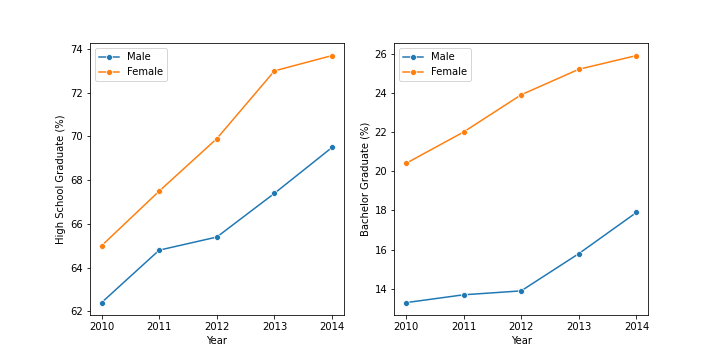 High School Graduate (%)
74
72
70
68
66
64
62
Male
Female
2010 2011 2012 2013 2014
Year
Bachelor Graduate (%)
26
24
22
20
18
16
14
Male
Female
2010 2011 2012 2013 2014
Year